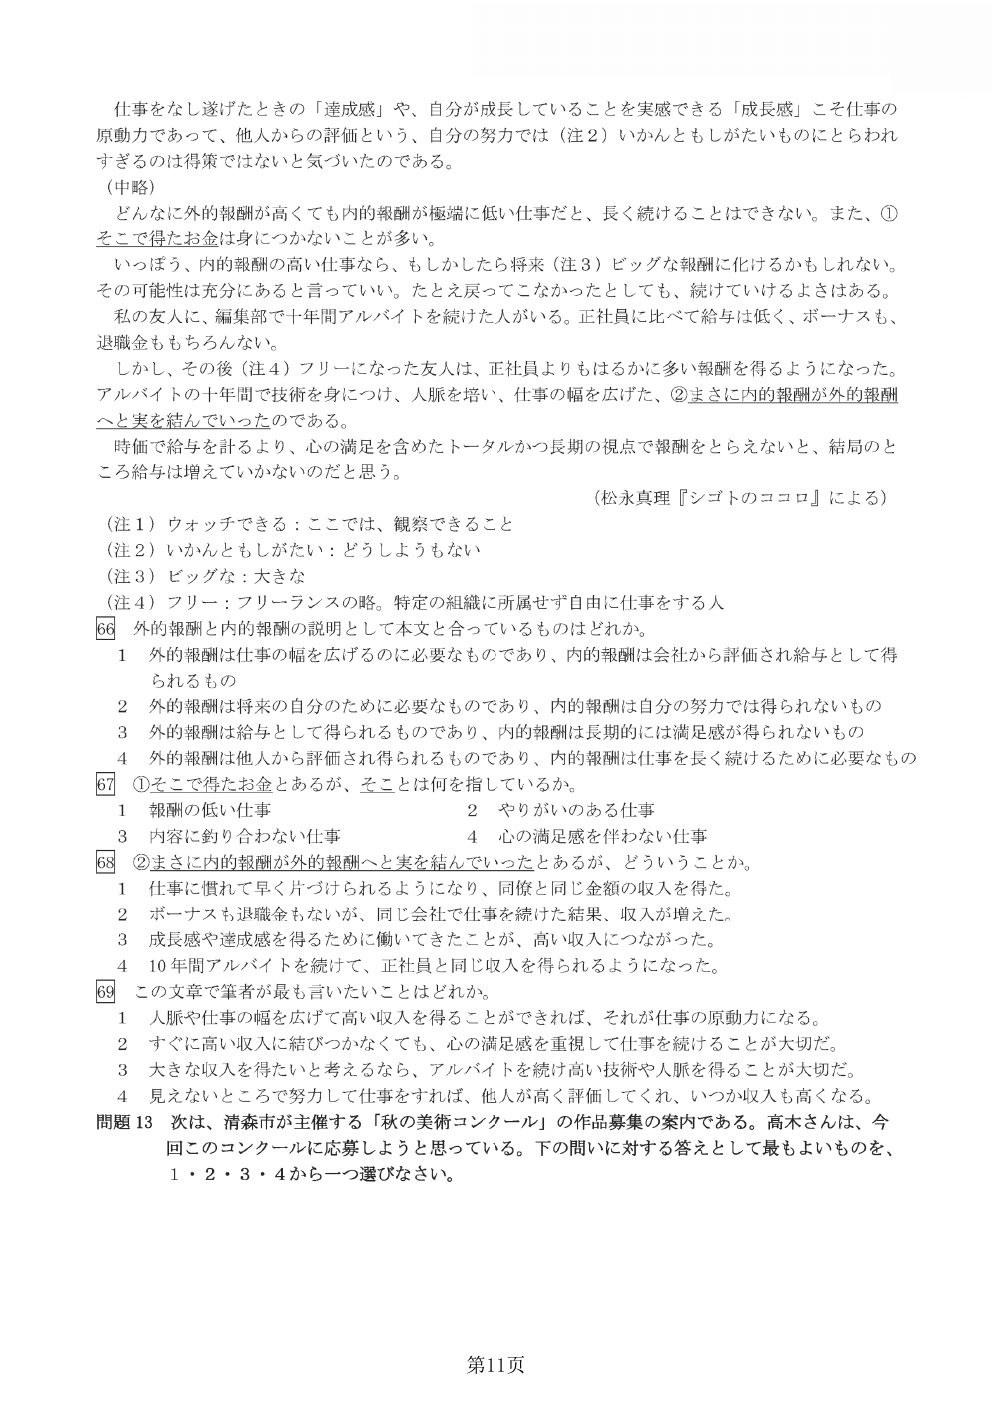 仕事をなし遂げたときの「達成感」や、自分が成長していることを実感できる「成長感」こそ仕事の
原動力であって、他人からの評価という、自分の努力では（注２）いかんともしがたいものにとらわれ
すぎるのは得策ではないと気づいたのである。
（中略）
どんなに外的報酬が高くても内的報酬が極端に低い仕事だと、長く続けることはできない。また、①
そこで得たお金は身につかないことが多い。
いっぽう、内的報酬の高い仕事なら、もしかしたら将来（注３）ビッグな報酬に化けるかもしれない。
その可能性は充分にあると言っていい。たとえ戻ってこなかったとしても、続けていけるよさはある。
私の友人に、編集部で十年間アルバイトを続けた人がいる。正社員に比べて給与は低く、ボーナスも、
退職金ももちろんない。
しかし、その後（注４）フリーになった友人は、正社員よりもはるかに多い報酬を得るようになった。
アルバイトの十年間で技術を身につけ、人脈を培い、仕事の幅を広げた、②まさに内的報酬が外的報酬
へと実を結んでいったのである。
時価で給与を計るより、心の満足を含めたトータルかつ長期の視点で報酬をとらえないと、結局のと
ころ給与は増えていかないのだと思う。
（松永真理『シゴトのココロ』による）
（注１）ウォッチできる：ここでは、観察できること
（注２）いかんともしがたい：どうしようもない
（注３）ビッグな：大きな
（注４）フリー：フリーランスの略。特定の組織に所属せず自由に仕事をする人
66 外的報酬と内的報酬の説明として本文と合っているものはどれか。
1 外的報酬は仕事の幅を広げるのに必要なものであり、内的報酬は会社から評価され給与として得
られるもの
2 外的報酬は将来の自分のために必要なものであり、内的報酬は自分の努力では得られないもの
3 外的報酬は給与として得られるものであり、内的報酬は長期的には満足感が得られないもの
4 外的報酬は他人から評価され得られるものであり、内的報酬は仕事を長く続けるために必要なもの
67 ①そこで得たお金とあるが、そことは何を指しているか。
1 報酬の低い仕事 2 やりがいのある仕事
3 内容に釣り合わない仕事 4 心の満足感を伴わない仕事
68 ②まさに内的報酬が外的報酬へと実を結んでいったとあるが、どういうことか。
1 仕事に慣れて早く片づけられるようになり、同僚と同じ金額の収入を得た。
2 ボーナスも退職金もないが、同じ会社で仕事を続けた結果、収入が増えた。
3 成長感や達成感を得るために働いてきたことが、高い収入につながった。
4 10 年間アルバイトを続けて、正社員と同じ収入を得られるようになった。
69 この文章で筆者が最も言いたいことはどれか。
1 人脈や仕事の幅を広げて高い収入を得ることができれば、それが仕事の原動力になる。
2 すぐに高い収入に結びつかなくても、心の満足感を重視して仕事を続けることが大切だ。
3 大きな収入を得たいと考えるなら、アルバイトを続け高い技術や人脈を得ることが大切だ。
4 見えないところで努力して仕事をすれば、他人が高く評価してくれ、いつか収入も高くなる。
問題 13 次は、清森市が主催する「秋の美術コンクール」の作品募集の案内である。高木さんは、今
回このコンクールに応募しようと思っている。下の問いに対する答えとして最もよいものを、
１・２・３・４から一つ選びなさい。
第11页